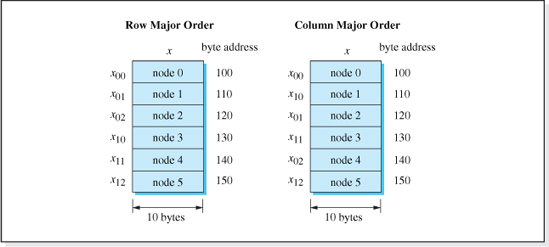 Row Major Order
x byte address
x00 node 0 100
x01 node 1 110
x02 node 2 120
x10 node 3 130
x11 node 4 140
x12 node 5 150
10 bytes
Column Major Order
x byte address
x00 node 0 100
x10 node 1 110
x01 node 2 120
x11 node 3 130
x02 node 4 140
x12 node 5 150
10 bytes